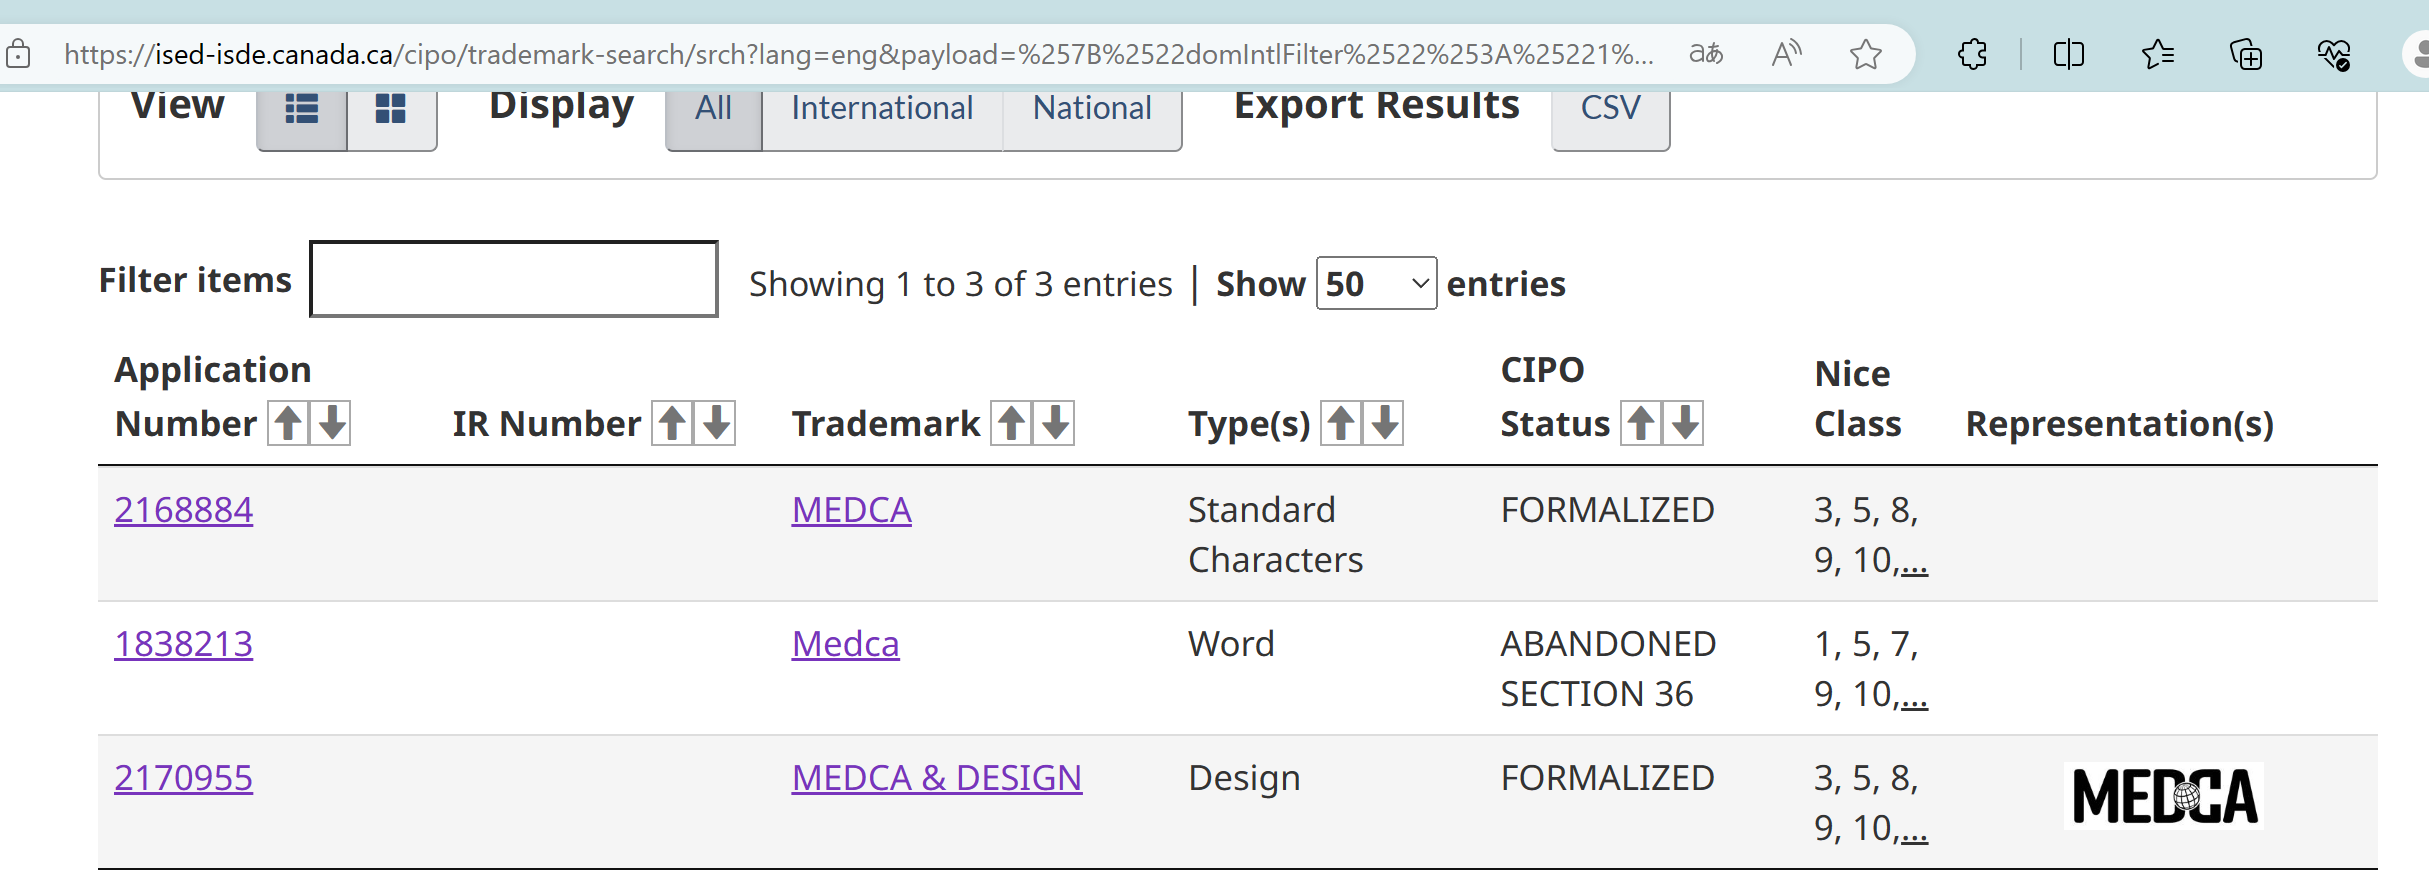 https://ised-isde.canada.ca/cipo/trademark-search/srch?lang=eng&payload=%257B%2522domIntlFilter%2522%253A%25221%...
View Display All International National Export Results CSV
Filter items Showing 1 to 3 of 3 entries | Show 50 entries
Application
Number IR Number Trademark Type(s) CIPO
Status Nice
Class Representation(s)
2168884 MEDCA Standard
Characters FORMALIZED 3, 5, 8,
9, 10,...
1838213 Medca Word ABANDONED
SECTION 36 1, 5, 7,
9, 10,...
2170955 MEDCA & DESIGN Design FORMALIZED 3, 5, 8,
9, 10,...
MEDCA